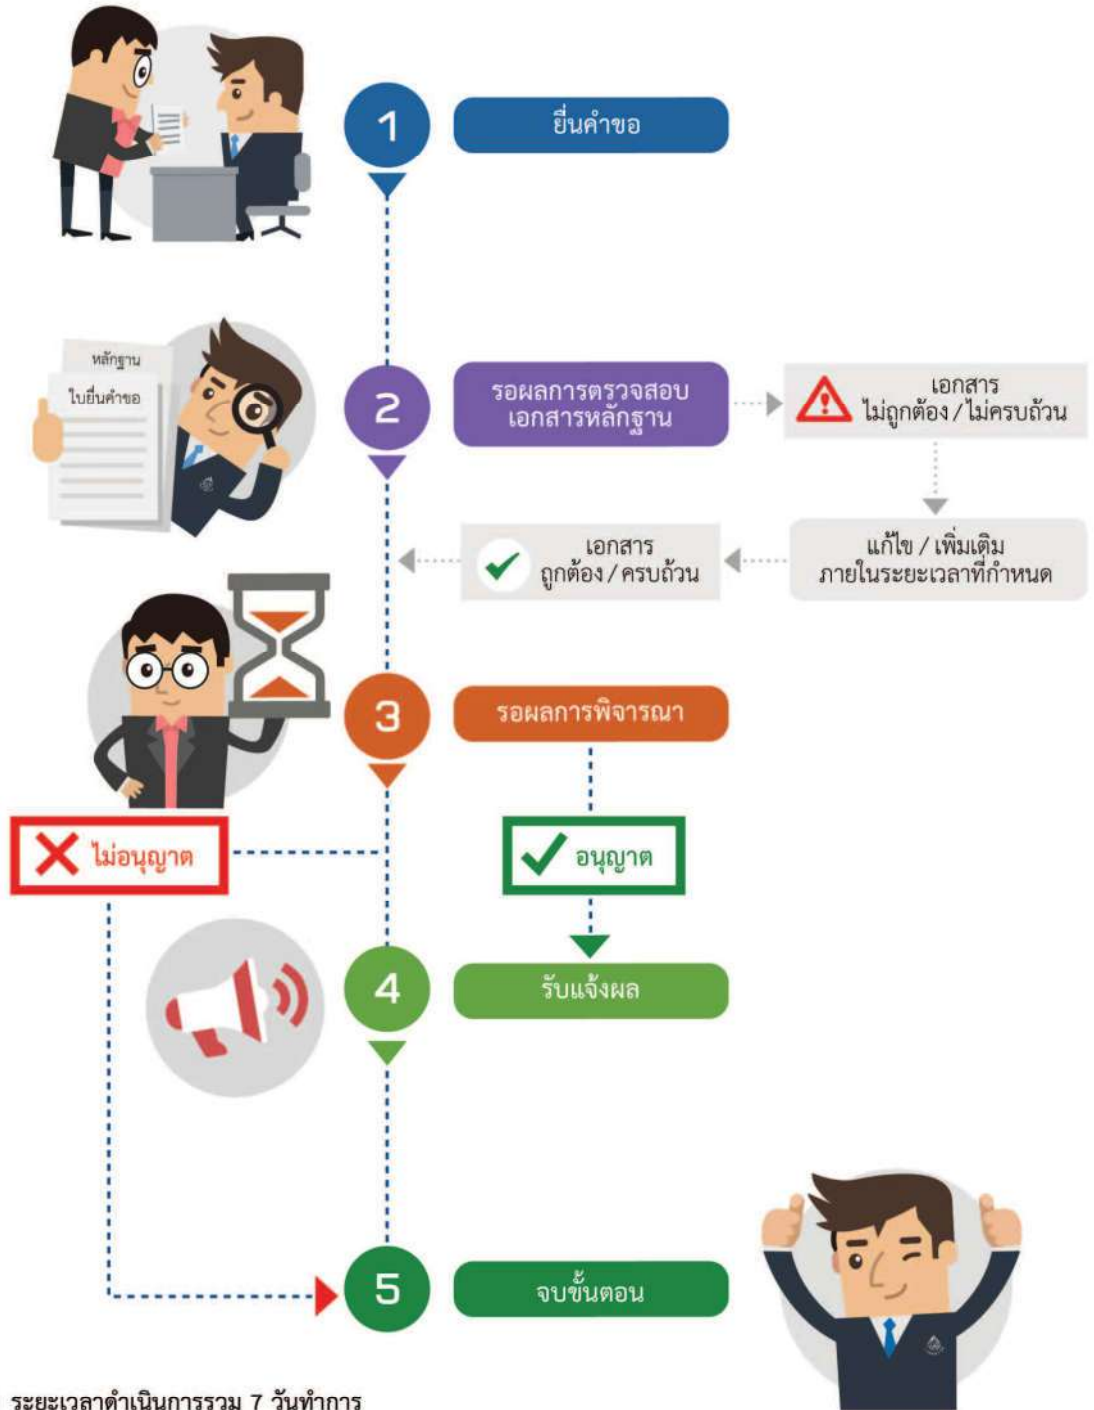 1
ยื่นคำขอ
หลักฐาน
ใบยื่นคำขอ
2
รอผลการตรวจสอบ
เอกสารหลักฐาน
เอกสาร
ไม่ถูกต้อง / ไม่ครบถ้วน
แก้ไข / เพิ่มเติม
ภายในระยะเวลาที่กำหนด
เอกสาร
ถูกต้อง / ครบถ้วน
3
รอผลการพิจารณา
ไม่อนุญาต
อนุญาต
4
รับแจ้งผล
5
จบขั้นตอน
ระยะเวลาดำเนินการรวม 7 วันทำการ